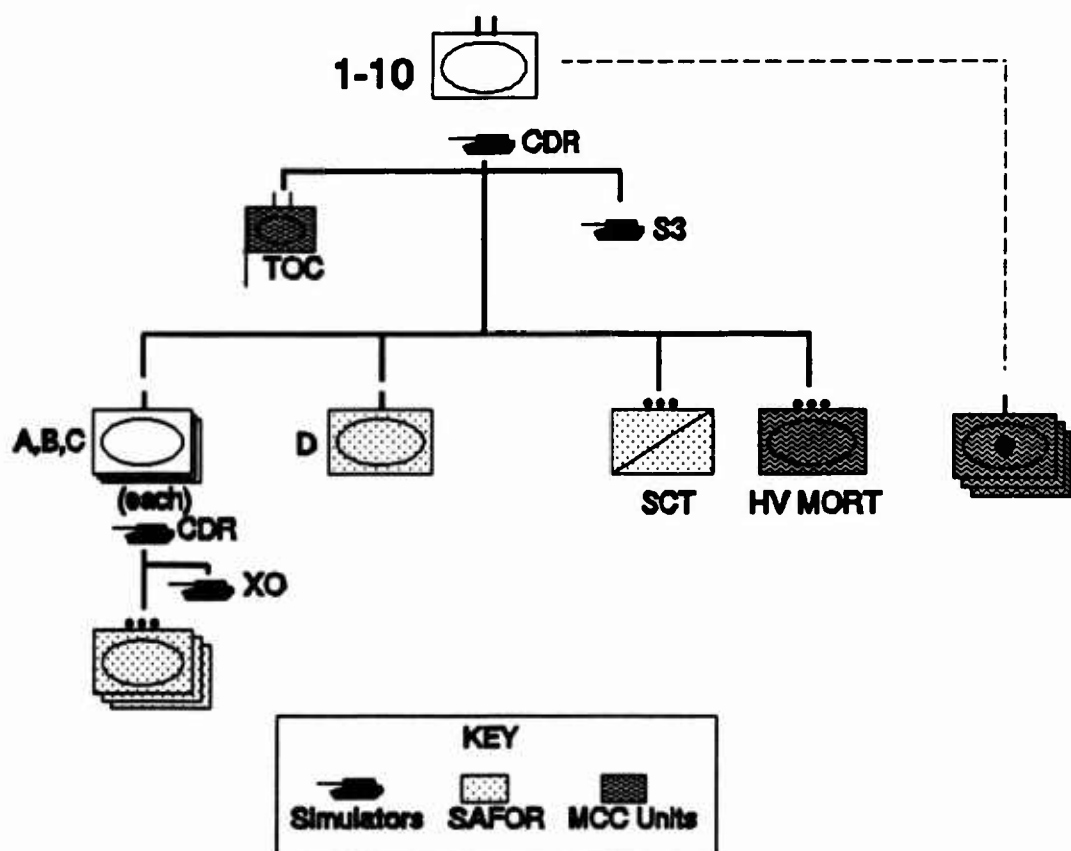 1-10
CDR
TOC
S3
A,B,C
(each)
D
SCT
HV MORT
CDR
XO
KEY
Simulators SAFOR MCC Units